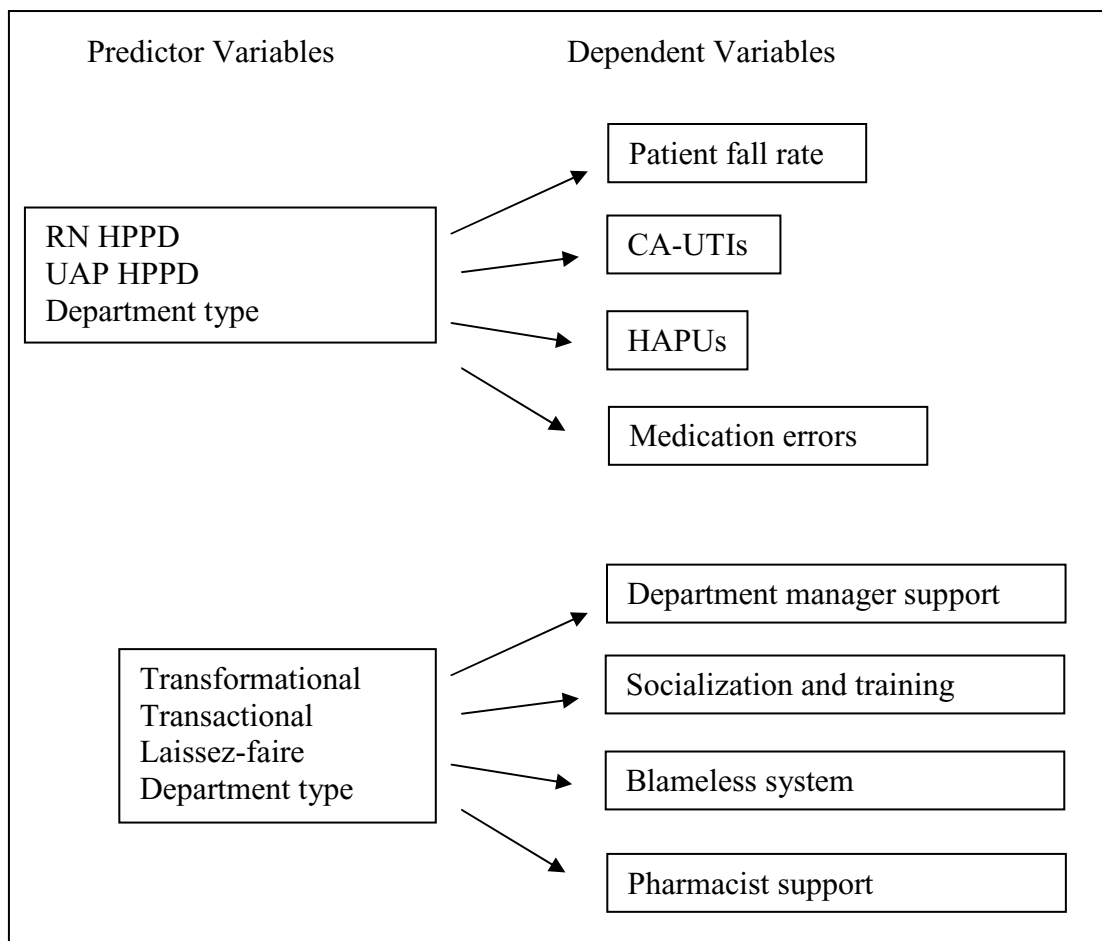 Predictor Variables
Dependent Variables
RN HPPD
UAP HPPD
Department type
Patient fall rate
CA-UTIs
HAPUs
Medication errors
Transformational
Transactional
Laissez-faire
Department type
Department manager support
Socialization and training
Blameless system
Pharmacist support